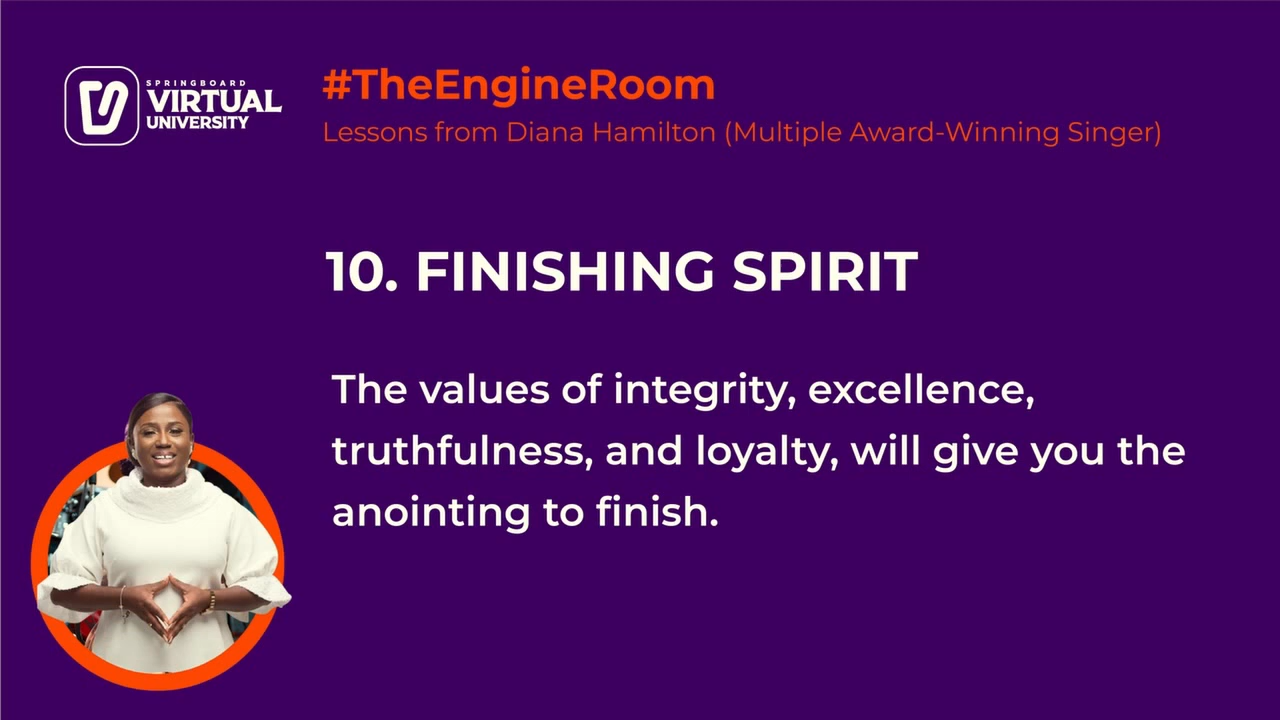 SPRINGBOARD
VIRTUAL
UNIVERSITY
#TheEngineRoom
Lessons from Diana Hamilton (Multiple Award-Winning Singer)
10. FINISHING SPIRIT
The values of integrity, excellence,
truthfulness, and loyalty, will give you the
anointing to finish.